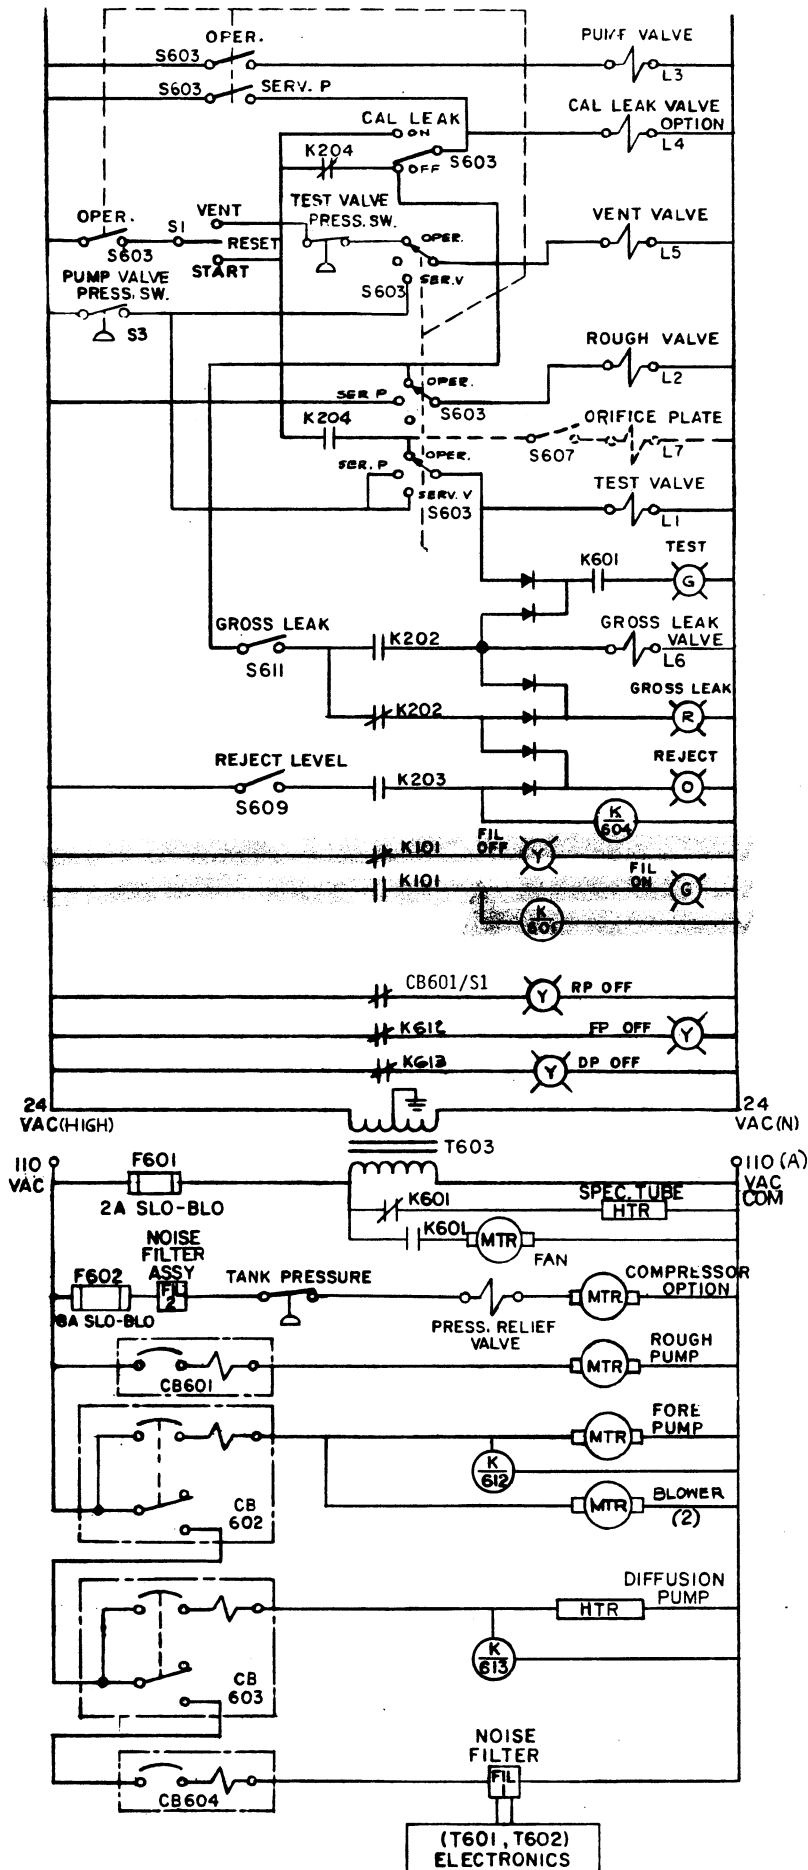 OPER.
PUMP VALVE
S603
L3
S603
SERV. P
CAL LEAK
ON
CAL LEAK VALVE
OPTION
L4
K204
OFF
S603
TEST VALVE
PRESS. SW.
VENT
OPER.
S1
S603
RESET
START
OPER.
SER.V
S603
VENT VALVE
L5
PUMP VALVE
PRESS. SW.
S3
ROUGH VALVE
L2
OPER.
SER P
S603
K204
ORIFICE PLATE
S607
L7
OPER.
SER. P
SERV. V
S603
TEST VALVE
L1
TEST
K601
G
GROSS LEAK
S611
K202
GROSS LEAK
VALVE
L6
GROSS LEAK
K202
R
REJECT LEVEL
S609
K203
REJECT
O
K
604
K101
FIL
OFF
Y
K101
FIL
ON
G
K
CB601/S1
Y
RP OFF
K612
FP OFF
Y
K613
Y
DP OFF
24
VAC(HIGH)
24
VAC(N)
T603
110
VAC
F601
2A SLO-BLO
110 (A)
VAC
COM
K601
SPEC. TUBE
HTR
K601
MTR
FAN
NOISE
FILTER
ASSY
F602
8A SLO-BLO
FIL
2
TANK PRESSURE
PRESS. RELIEF
VALVE
MTR
COMPRESSOR
OPTION
CB601
MTR
ROUGH
PUMP
CB
602
MTR
FORE
PUMP
K
612
MTR
BLOWER
(2)
CB
603
DIFFUSION
PUMP
HTR
K
613
CB604
NOISE
FILTER
FIL
1
(T601, T602)
ELECTRONICS